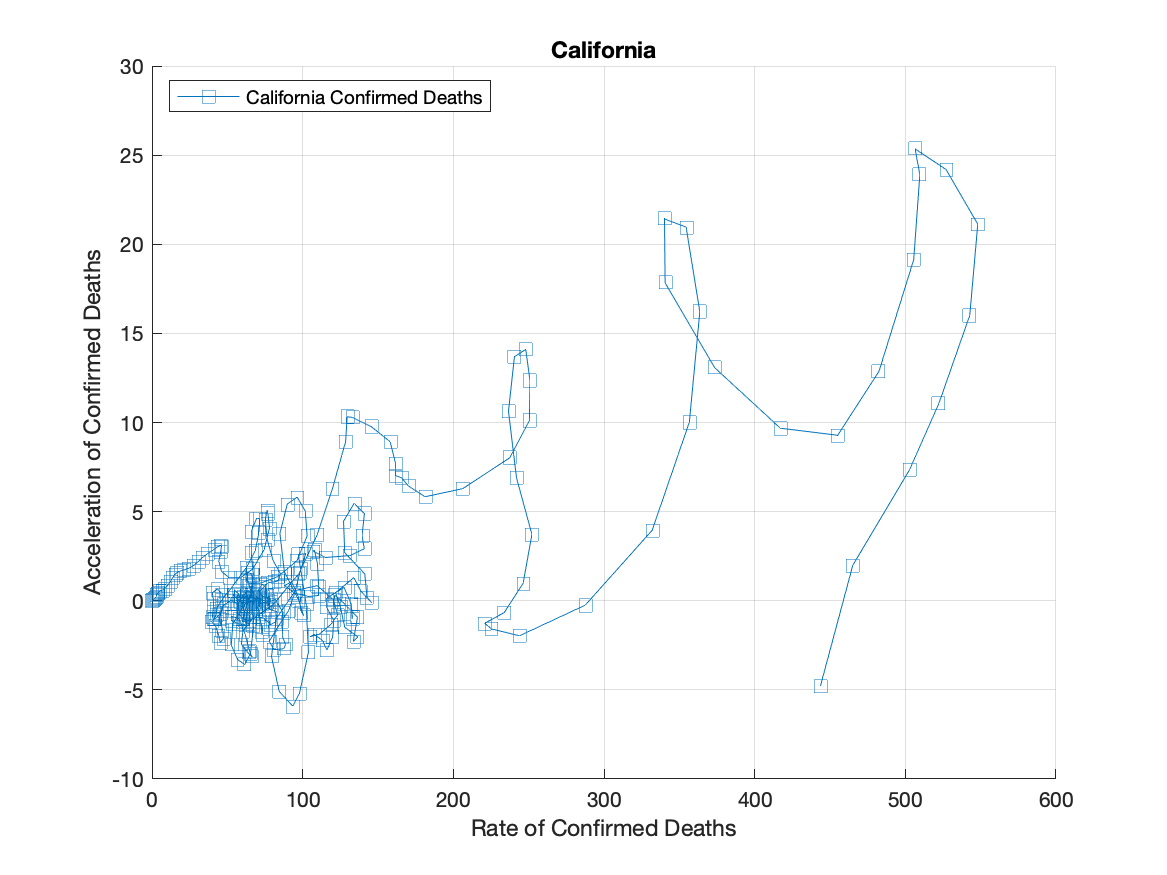 California
California Confirmed Deaths
30
25
20
15
10
5
0
-5
-10
Acceleration of Confirmed Deaths
0 100 200 300 400 500 600
Rate of Confirmed Deaths